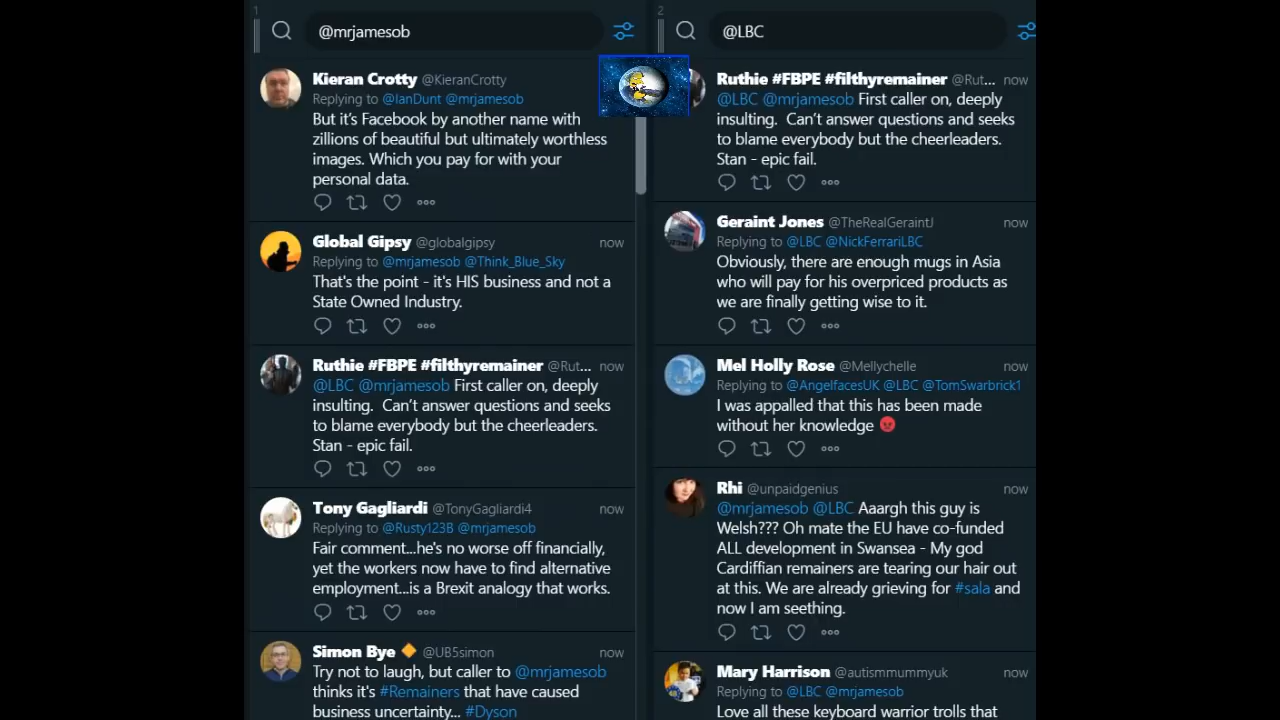 1
@mrjamesob
Kieran Crotty @KieranCrotty
Replying to @IanDunt @mrjamesob
But it's Facebook by another name with
zillions of beautiful but ultimately worthless
images. Which you pay for with your
personal data.
Global Gipsy @globalgipsy now
Replying to @mrjamesob @Think_Blue_Sky
That's the point - it's HIS business and not a
State Owned Industry.
Ruthie #FBPE #filthyremainer @Rut... now
@LBC @mrjamesob First caller on, deeply
insulting. Can't answer questions and seeks
to blame everybody but the cheerleaders.
Stan - epic fail.
Tony Gagliardi @TonyGagliardi4 now
Replying to @Rusty123B @mrjamesob
Fair comment...he's no worse off financially,
yet the workers now have to find alternative
employment...is a Brexit analogy that works.
Simon Bye @UB5simon now
Try not to laugh, but caller to @mrjamesob
thinks it's #Remainers that have caused
business uncertainty... #Dyson
2
@LBC
Ruthie #FBPE #filthyremainer @Rut... now
@LBC @mrjamesob First caller on, deeply
insulting. Can't answer questions and seeks
to blame everybody but the cheerleaders.
Stan - epic fail.
Geraint Jones @TheRealGeraintJ now
Replying to @LBC @NickFerrariLBC
Obviously, there are enough mugs in Asia
who will pay for his overpriced products as
we are finally getting wise to it.
Mel Holly Rose @Mellychelle now
Replying to @AngelfacesUK @LBC @TomSwarbrick1
I was appalled that this has been made
without her knowledge
Rhi @unpaidgenius now
@mrjamesob @LBC Aaargh this guy is
Welsh??? Oh mate the EU have co-funded
ALL development in Swansea - My god
Cardiffian remainers are tearing our hair out
at this. We are already grieving for #sala and
now I am seething.
Mary Harrison @autismmummyuk now
Replying to @LBC @mrjamesob
Love all these keyboard warrior trolls that